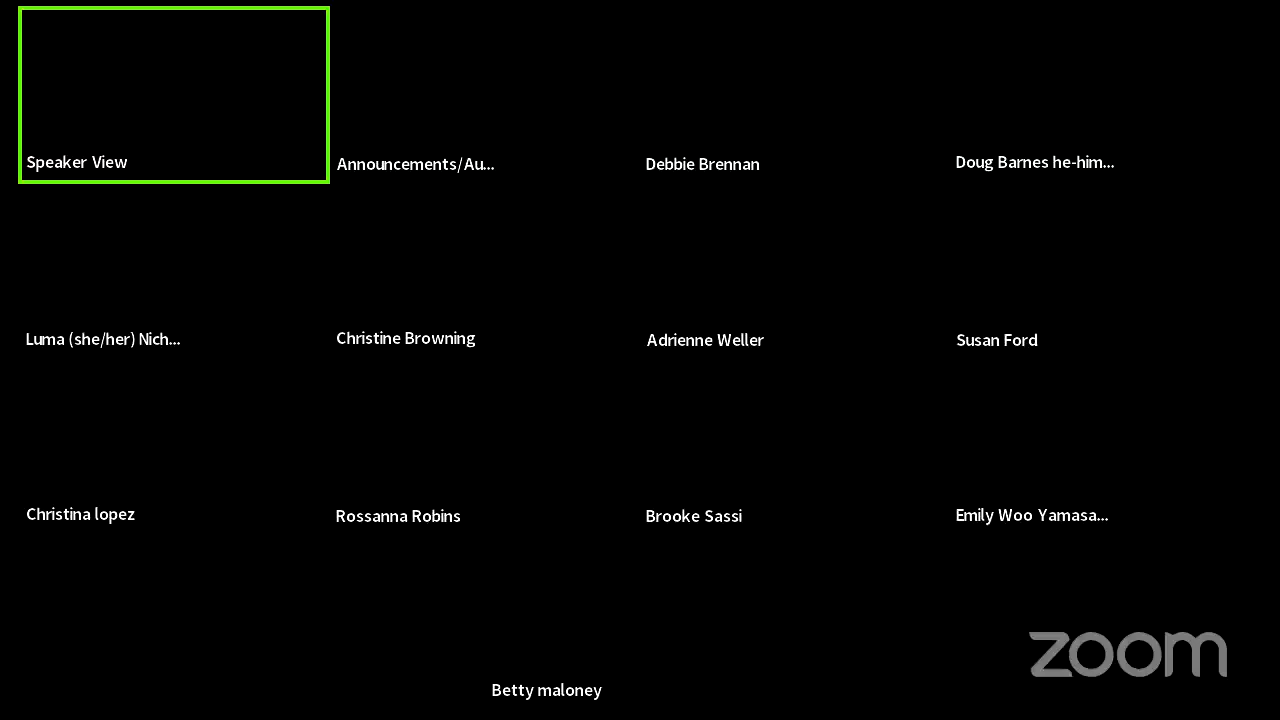 Speaker View
Announcements/Au...
Debbie Brennan
Doug Barnes he-him...
Luma (she/her) Nich...
Christine Browning
Adrienne Weller
Susan Ford
Christina lopez
Rossanna Robins
Brooke Sassi
Emily Woo Yamasa...
zoom
Betty maloney